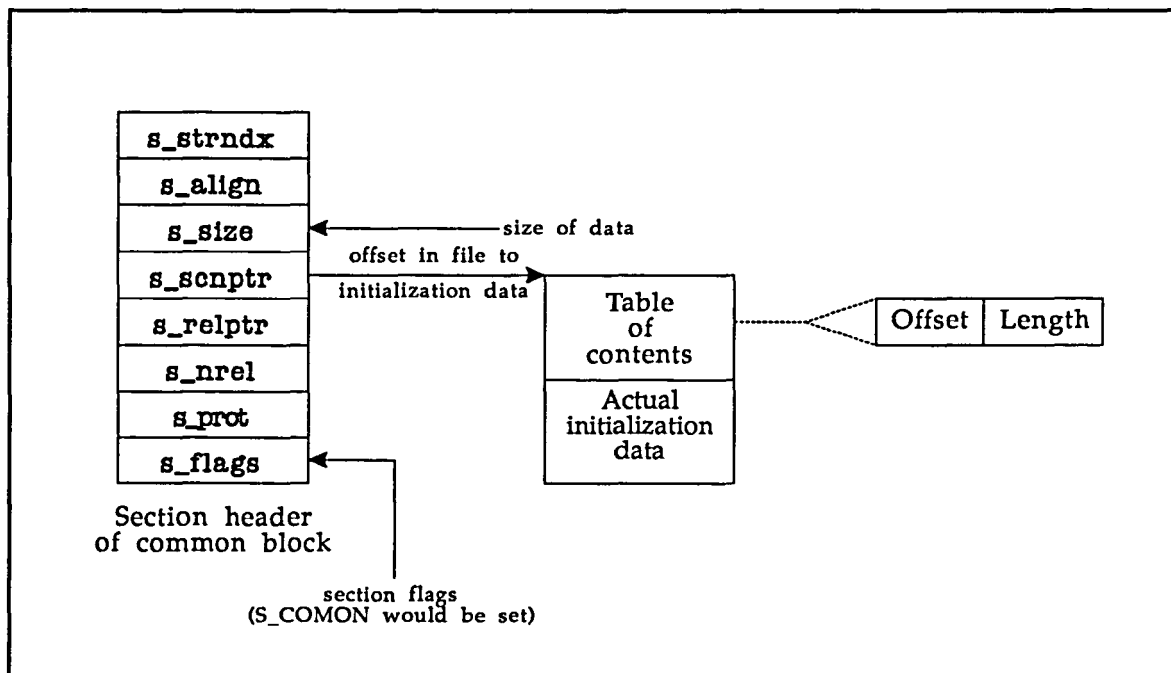 s_strndx
s_align
s_size
s_scnptr
s_relptr
s_nrel
s_prot
s_flags
Section header
of common block
size of data
offset in file to
initialization data
Table
of
contents
Actual
initialization
data
Offset
Length
section flags
(S_COMON would be set)